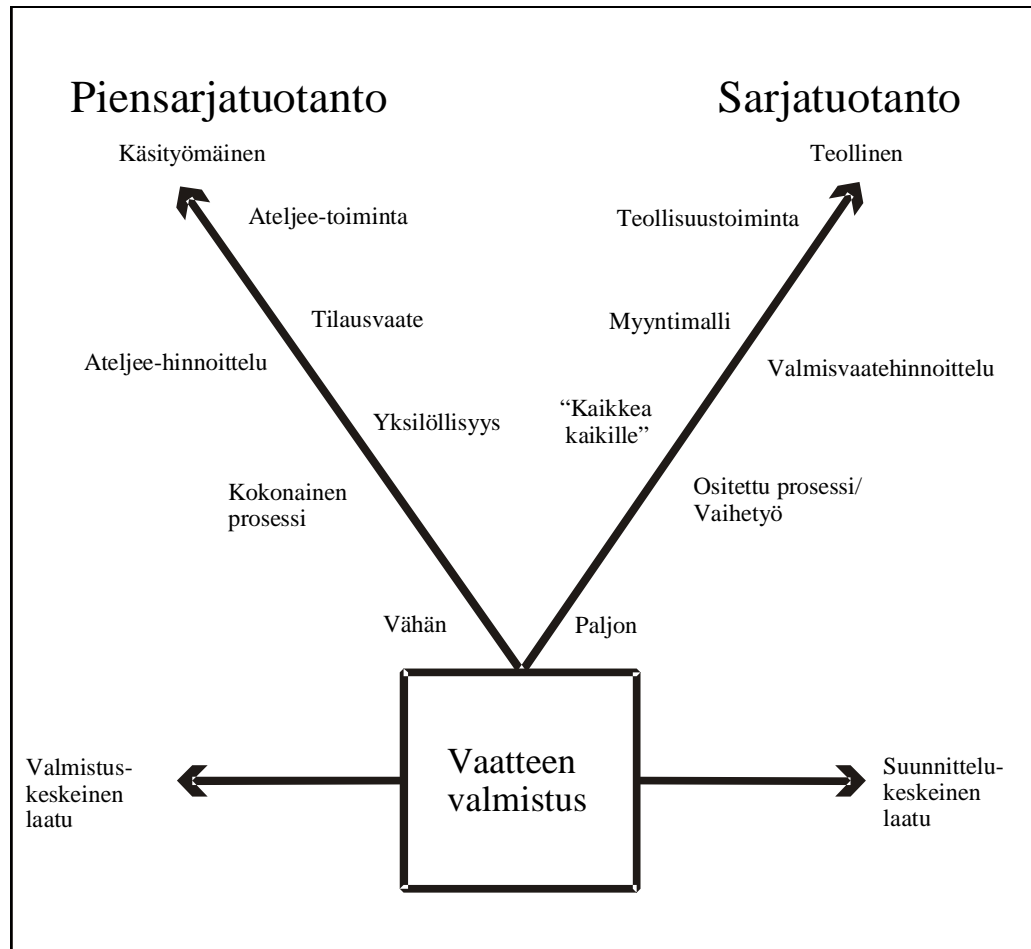 Piensarjatuotanto
Käsityömäinen
Ateljee-toiminta
Tilausvaate
Ateljee-hinnoittelu
Yksilöllisyys
Kokonainen
prosessi
Vähän
Sarjatuotanto
Teollinen
Teollisuustoiminta
Myyntimalli
Valmisvaatehinnoittelu
“Kaikkea
kaikille”
Ositettu prosessi/
Vaihetyö
Paljon
Valmistus-
keskeinen
laatu
Vaatteen
valmistus
Suunnittelu-
keskeinen
laatu